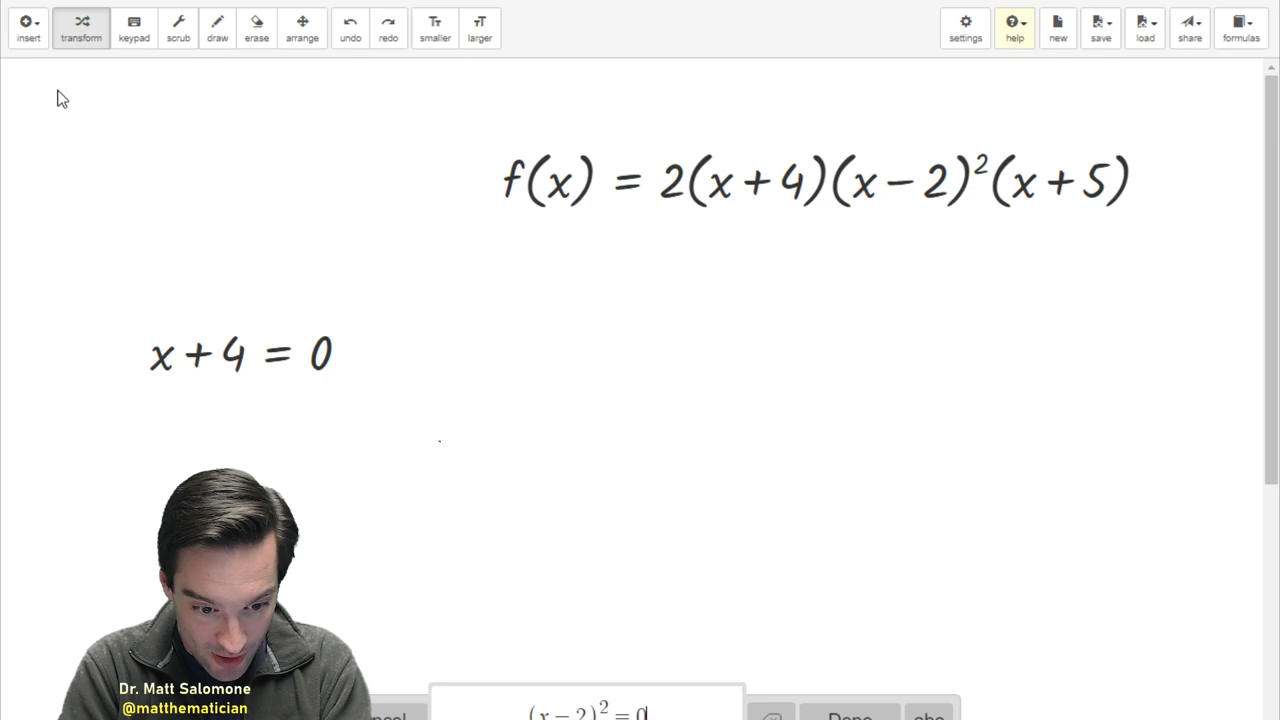 insert transform keypad scrub draw erase arrange undo redo smaller larger settings help new save load share formulas
f(x) = 2(x+4)(x−2)²(x+5)
x+4 = 0
Dr. Matt Salomone
@matthematician
(x−2)² = 0 Done abc